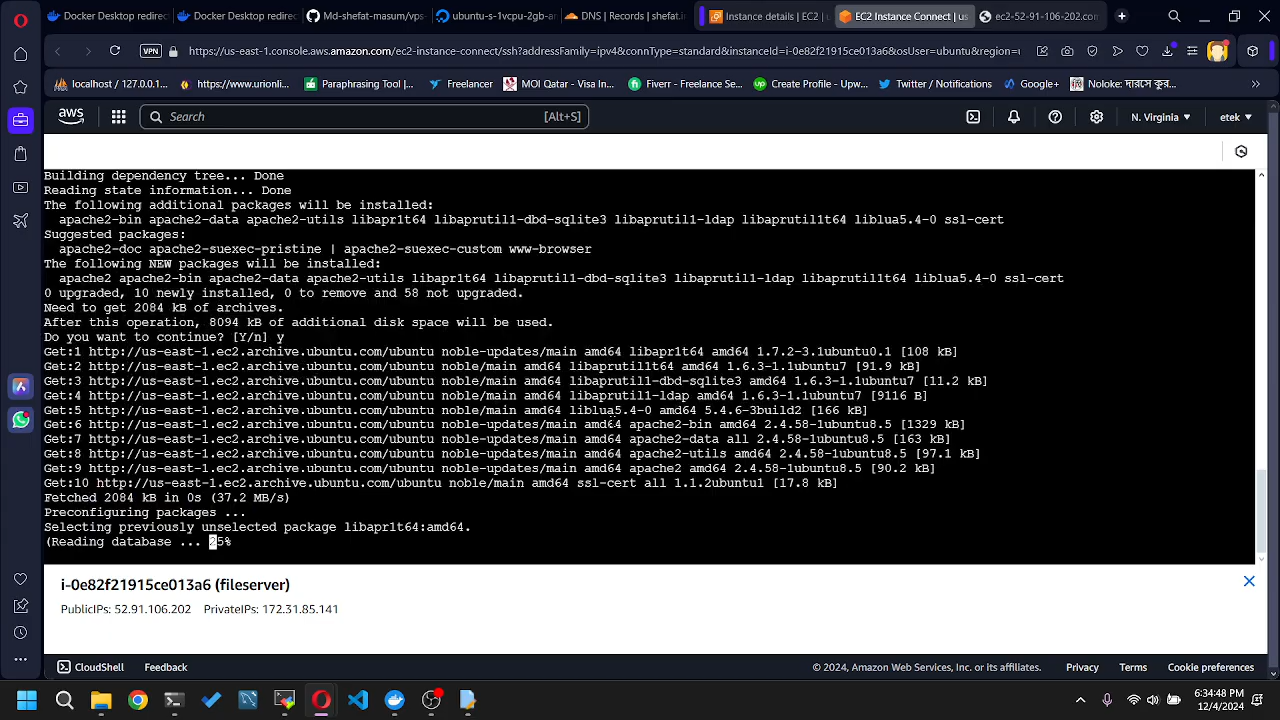 Docker Desktop redirec
Docker Desktop redirec
Md-shefat-masum/vps-
ubuntu-s-1vcpu-2gb-ar
DNS | Records | shefat.i
Instance details | EC2 |
EC2 Instance Connect | us
ec2-52-91-106-202.com
VPN
https://us-east-1.console.aws.amazon.com/ec2-instance-connect/ssh?addressFamily=ipv4&connType=standard&instanceId=i-0e82f21915ce013a6&osUser=ubuntu&region=u
localhost / 127.0.0.1...
https://www.urionli...
Paraphrasing Tool |...
Freelancer
MOI Qatar - Visa In...
Fiverr - Freelance Se...
Create Project - Upw...
Twitter / Notifications
Google+
aws
Search
[Alt+S]
N. Virginia
etek
Building dependency tree... Done
Reading state information... Done
The following additional packages will be installed:
apache2-bin apache2-data apache2-utils libapr1t64 libaprutil1-dbd-sqlite3 libaprutil1-ldap libaprutil1t64 liblua5.4-0 ssl-cert
Suggested packages:
apache2-doc apache2-suexec-pristine | apache2-suexec-custom www-browser
The following NEW packages will be installed:
apache2 apache2-bin apache2-data apache2-utils libapr1t64 libaprutil1-dbd-sqlite3 libaprutil1-ldap libaprutil1t64 liblua5.4-0 ssl-cert
0 upgraded, 10 newly installed, 0 to remove and 58 not upgraded.
Need to get 2084 kB of archives.
After this operation, 8094 kB of additional disk space will be used.
Do you want to continue? [Y/n] y
Get:1 http://us-east-1.ec2.archive.ubuntu.com/ubuntu noble-updates/main amd64 libapr1t64 amd64 1.7.2-3.1ubuntu0.1 [108 kB]
Get:2 http://us-east-1.ec2.archive.ubuntu.com/ubuntu noble/main amd64 libaprutil1t64 amd64 1.6.3-1.1ubuntu7 [91.9 kB]
Get:3 http://us-east-1.ec2.archive.ubuntu.com/ubuntu noble/main amd64 libaprutil1-dbd-sqlite3 amd64 1.6.3-1.1ubuntu7 [11.2 kB]
Get:4 http://us-east-1.ec2.archive.ubuntu.com/ubuntu noble/main amd64 libaprutil1-ldap amd64 1.6.3-1.1ubuntu7 [9116 B]
Get:5 http://us-east-1.ec2.archive.ubuntu.com/ubuntu noble/main amd64 liblua5.4-0 amd64 5.4.6-3build2 [166 kB]
Get:6 http://us-east-1.ec2.archive.ubuntu.com/ubuntu noble-updates/main amd64 apache2-bin amd64 2.4.58-1ubuntu8.5 [1329 kB]
Get:7 http://us-east-1.ec2.archive.ubuntu.com/ubuntu noble-updates/main amd64 apache2-data all 2.4.58-1ubuntu8.5 [163 kB]
Get:8 http://us-east-1.ec2.archive.ubuntu.com/ubuntu noble-updates/main amd64 apache2-utils amd64 2.4.58-1ubuntu8.5 [97.1 kB]
Get:9 http://us-east-1.ec2.archive.ubuntu.com/ubuntu noble-updates/main amd64 apache2 amd64 2.4.58-1ubuntu8.5 [90.2 kB]
Get:10 http://us-east-1.ec2.archive.ubuntu.com/ubuntu noble/main amd64 ssl-cert all 1.1.2ubuntu1 [17.8 kB]
Fetched 2084 kB in 0s (37.2 MB/s)
Preconfiguring packages ...
Selecting previously unselected package libapr1t64:amd64.
(Reading database ... 25%
i-0e82f21915ce013a6 (fileserver)
PublicIPs: 52.91.106.202 PrivateIPs: 172.31.85.141
CloudShell
Feedback
© 2024, Amazon Web Services, Inc. or its affiliates.
Privacy
Terms
Cookie preferences
6:34:48 PM
12/4/2024